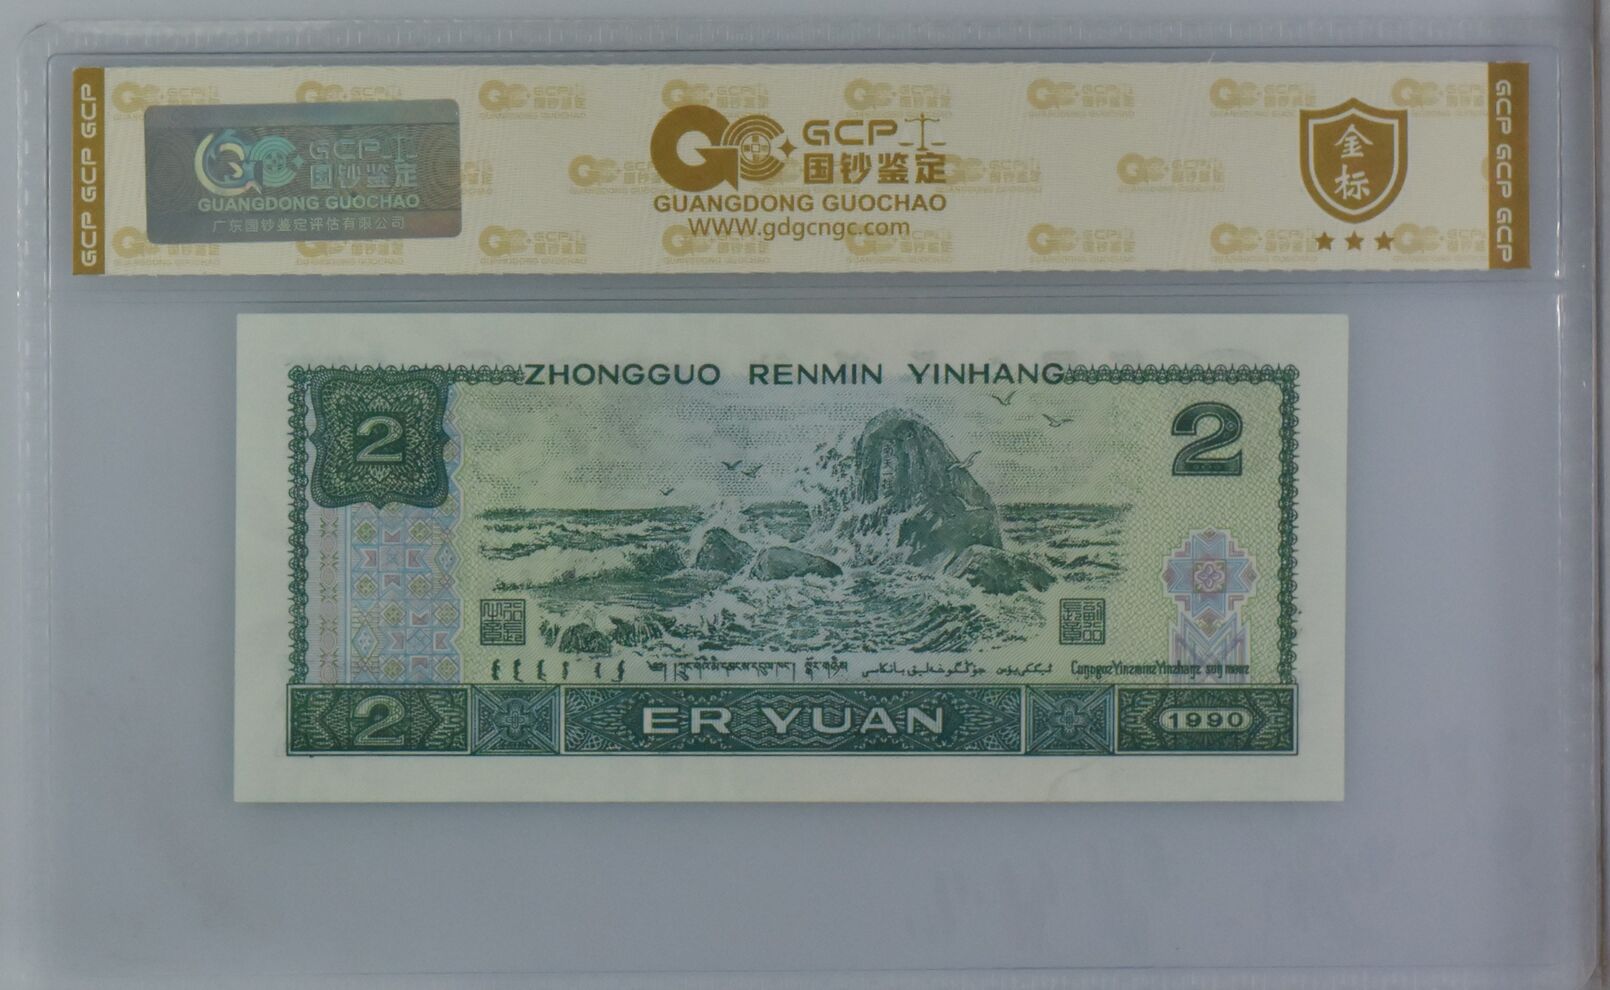 GCP GCP GCP
GCP
国钞鉴定
GUANGDONG GUOCHAO
广东国钞鉴定评估有限公司
GCP
国钞鉴定
GUANGDONG GUOCHAO
WWW.gdgcngc.com
金
标
GCP GCP GCP
ZHONGGUO RENMIN YINHANG
2
2
2
ER YUAN
1990